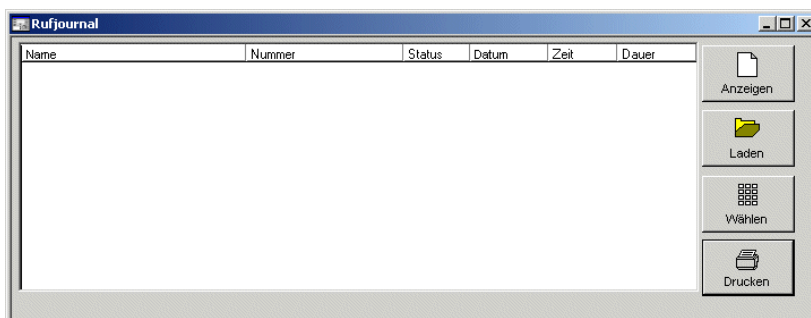 Rufjournal
Name Nummer Status Datum Zeit Dauer
Anzeigen
Laden
Wählen
Drucken